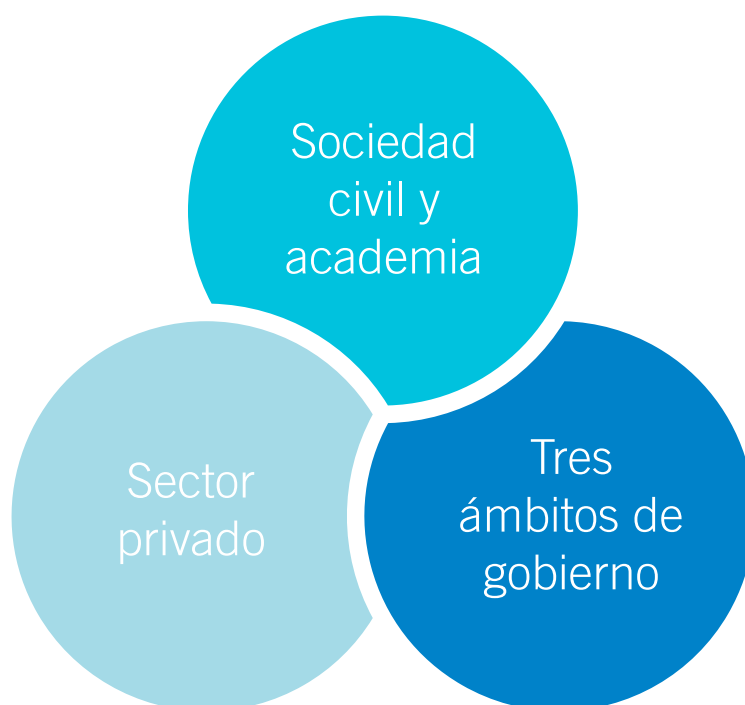 Sociedad
civil y
academia
Sector
privado
Tres
ámbitos de
gobierno